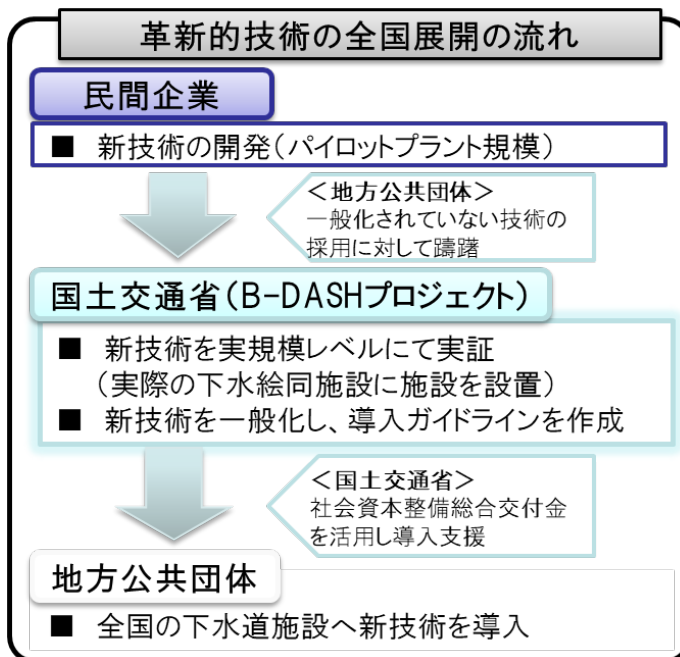 革新的技術の全国展開の流れ
民間企業
■ 新技術の開発(パイロットプラント規模)
<地方公共団体>
一般化されていない技術の
採用に対して躊躇
国土交通省(B-DASHプロジェクト)
■ 新技術を実規模レベルにて実証
(実際の下水絵同施設に施設を設置)
■ 新技術を一般化し、導入ガイドラインを作成
<国土交通省>
社会資本整備総合交付金
を活用し導入支援
地方公共団体
■ 全国の下水道施設へ新技術を導入